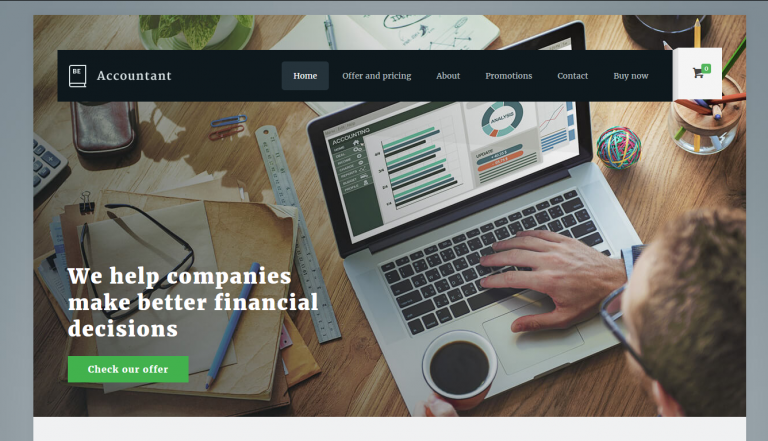 BE
Accountant
Home
Offer and pricing
About
Promotions
Contact
Buy now
0
ACCOUNTING
ANALYSIS
UPDATE
We help companies
make better financial
decisions
Check our offer